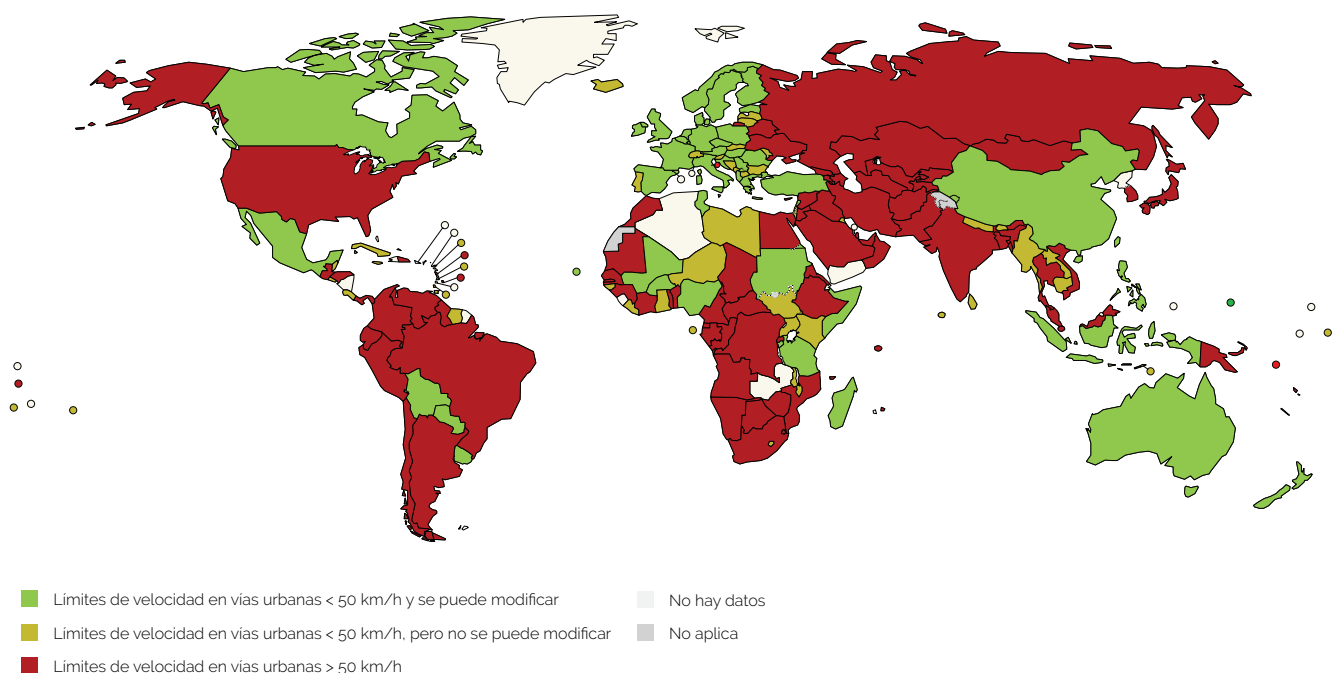 Límites de velocidad en vías urbanas < 50 km/h y se puede modificar
Límites de velocidad en vías urbanas < 50 km/h, pero no se puede modificar
Límites de velocidad en vías urbanas > 50 km/h
No hay datos
No aplica